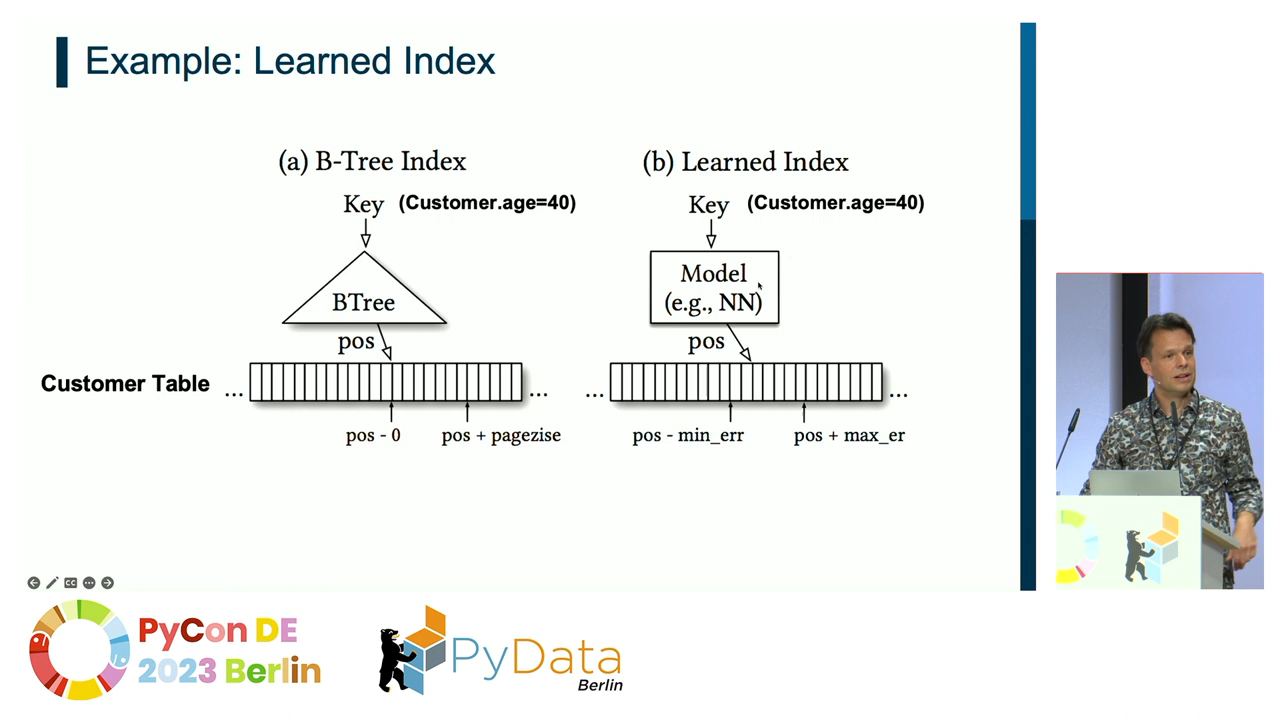 Example: Learned Index
(a) B-Tree Index
Key (Customer.age=40)
BTree
pos
Customer Table
...
...
pos - 0
pos + pagezise
(b) Learned Index
Key (Customer.age=40)
Model
(e.g., NN)
pos
...
...
pos - min_err
pos + max_er
PyCon DE
2023 Berlin
PyData
Berlin